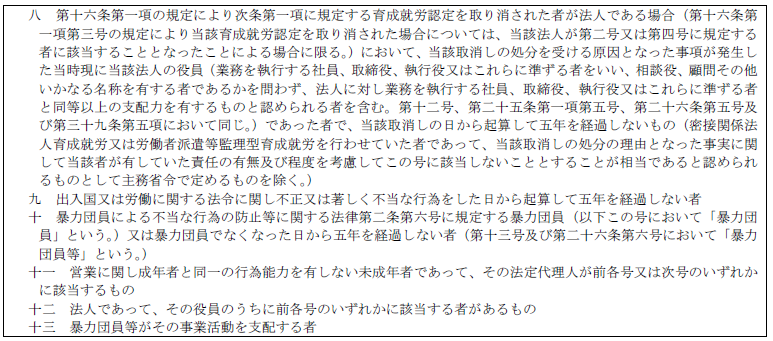 八　第十六条第一項の規定により次条第一項に規定する育成就労認定を取り消された者が法人である場合（第十六条第
一項第三号の規定により当該育成就労認定を取り消された場合については、当該法人が第二号又は第四号に規定する
者に該当することとなったことによる場合に限る。）において、当該取消しの処分を受ける原因となった事項が発生し
た当時現に当該法人の役員（業務を執行する社員、取締役、執行役又はこれらに準ずる者をいい、相談役、顧問その他
いかなる名称を有する者であるかを問わず、法人に対し業務を執行する社員、取締役、執行役又はこれらに準ずる者
と同等以上の支配力を有するものと認められる者を含む。第十二号、第二十五条第一項第五号、第二十六条第五号及
び第三十九条第五項において同じ。）であった者で、当該取消しの日から起算して五年を経過しないもの（密接関係法
人育成就労又は労働者派遣等監理型育成就労を行わせていた者であって、当該取消しの処分の理由となった事実に関
して当該者が有していた責任の有無及び程度を考慮してこの号に該当しないこととすることが相当であると認められ
るものとして主務省令で定めるものを除く。）
九　出入国又は労働に関する法令に関し不正又は著しく不当な行為をした日から起算して五年を経過しない者
十　暴力団員による不当な行為の防止等に関する法律第二条第六号に規定する暴力団員（以下この号において「暴力団
員」という。）又は暴力団員でなくなった日から五年を経過しない者（第十三号及び第二十六条第六号において「暴力
団員等」という。）
十一　営業に関し成年者と同一の行為能力を有しない未成年者であって、その法定代理人が前各号又は次号のいずれか
に該当するもの
十二　法人であって、その役員のうちに前各号のいずれかに該当する者があるもの
十三　暴力団員等がその事業活動を支配する者